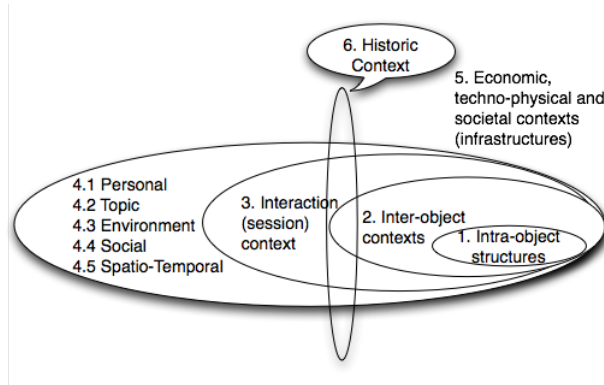 6. Historic
Context
5. Economic,
techno-physical and
societal contexts
(infrastructures)
4.1 Personal
4.2 Topic
4.3 Environment
4.4 Social
4.5 Spatio-Temporal
3. Interaction
(session)
context
2. Inter-object
contexts
1. Intra-object
structures